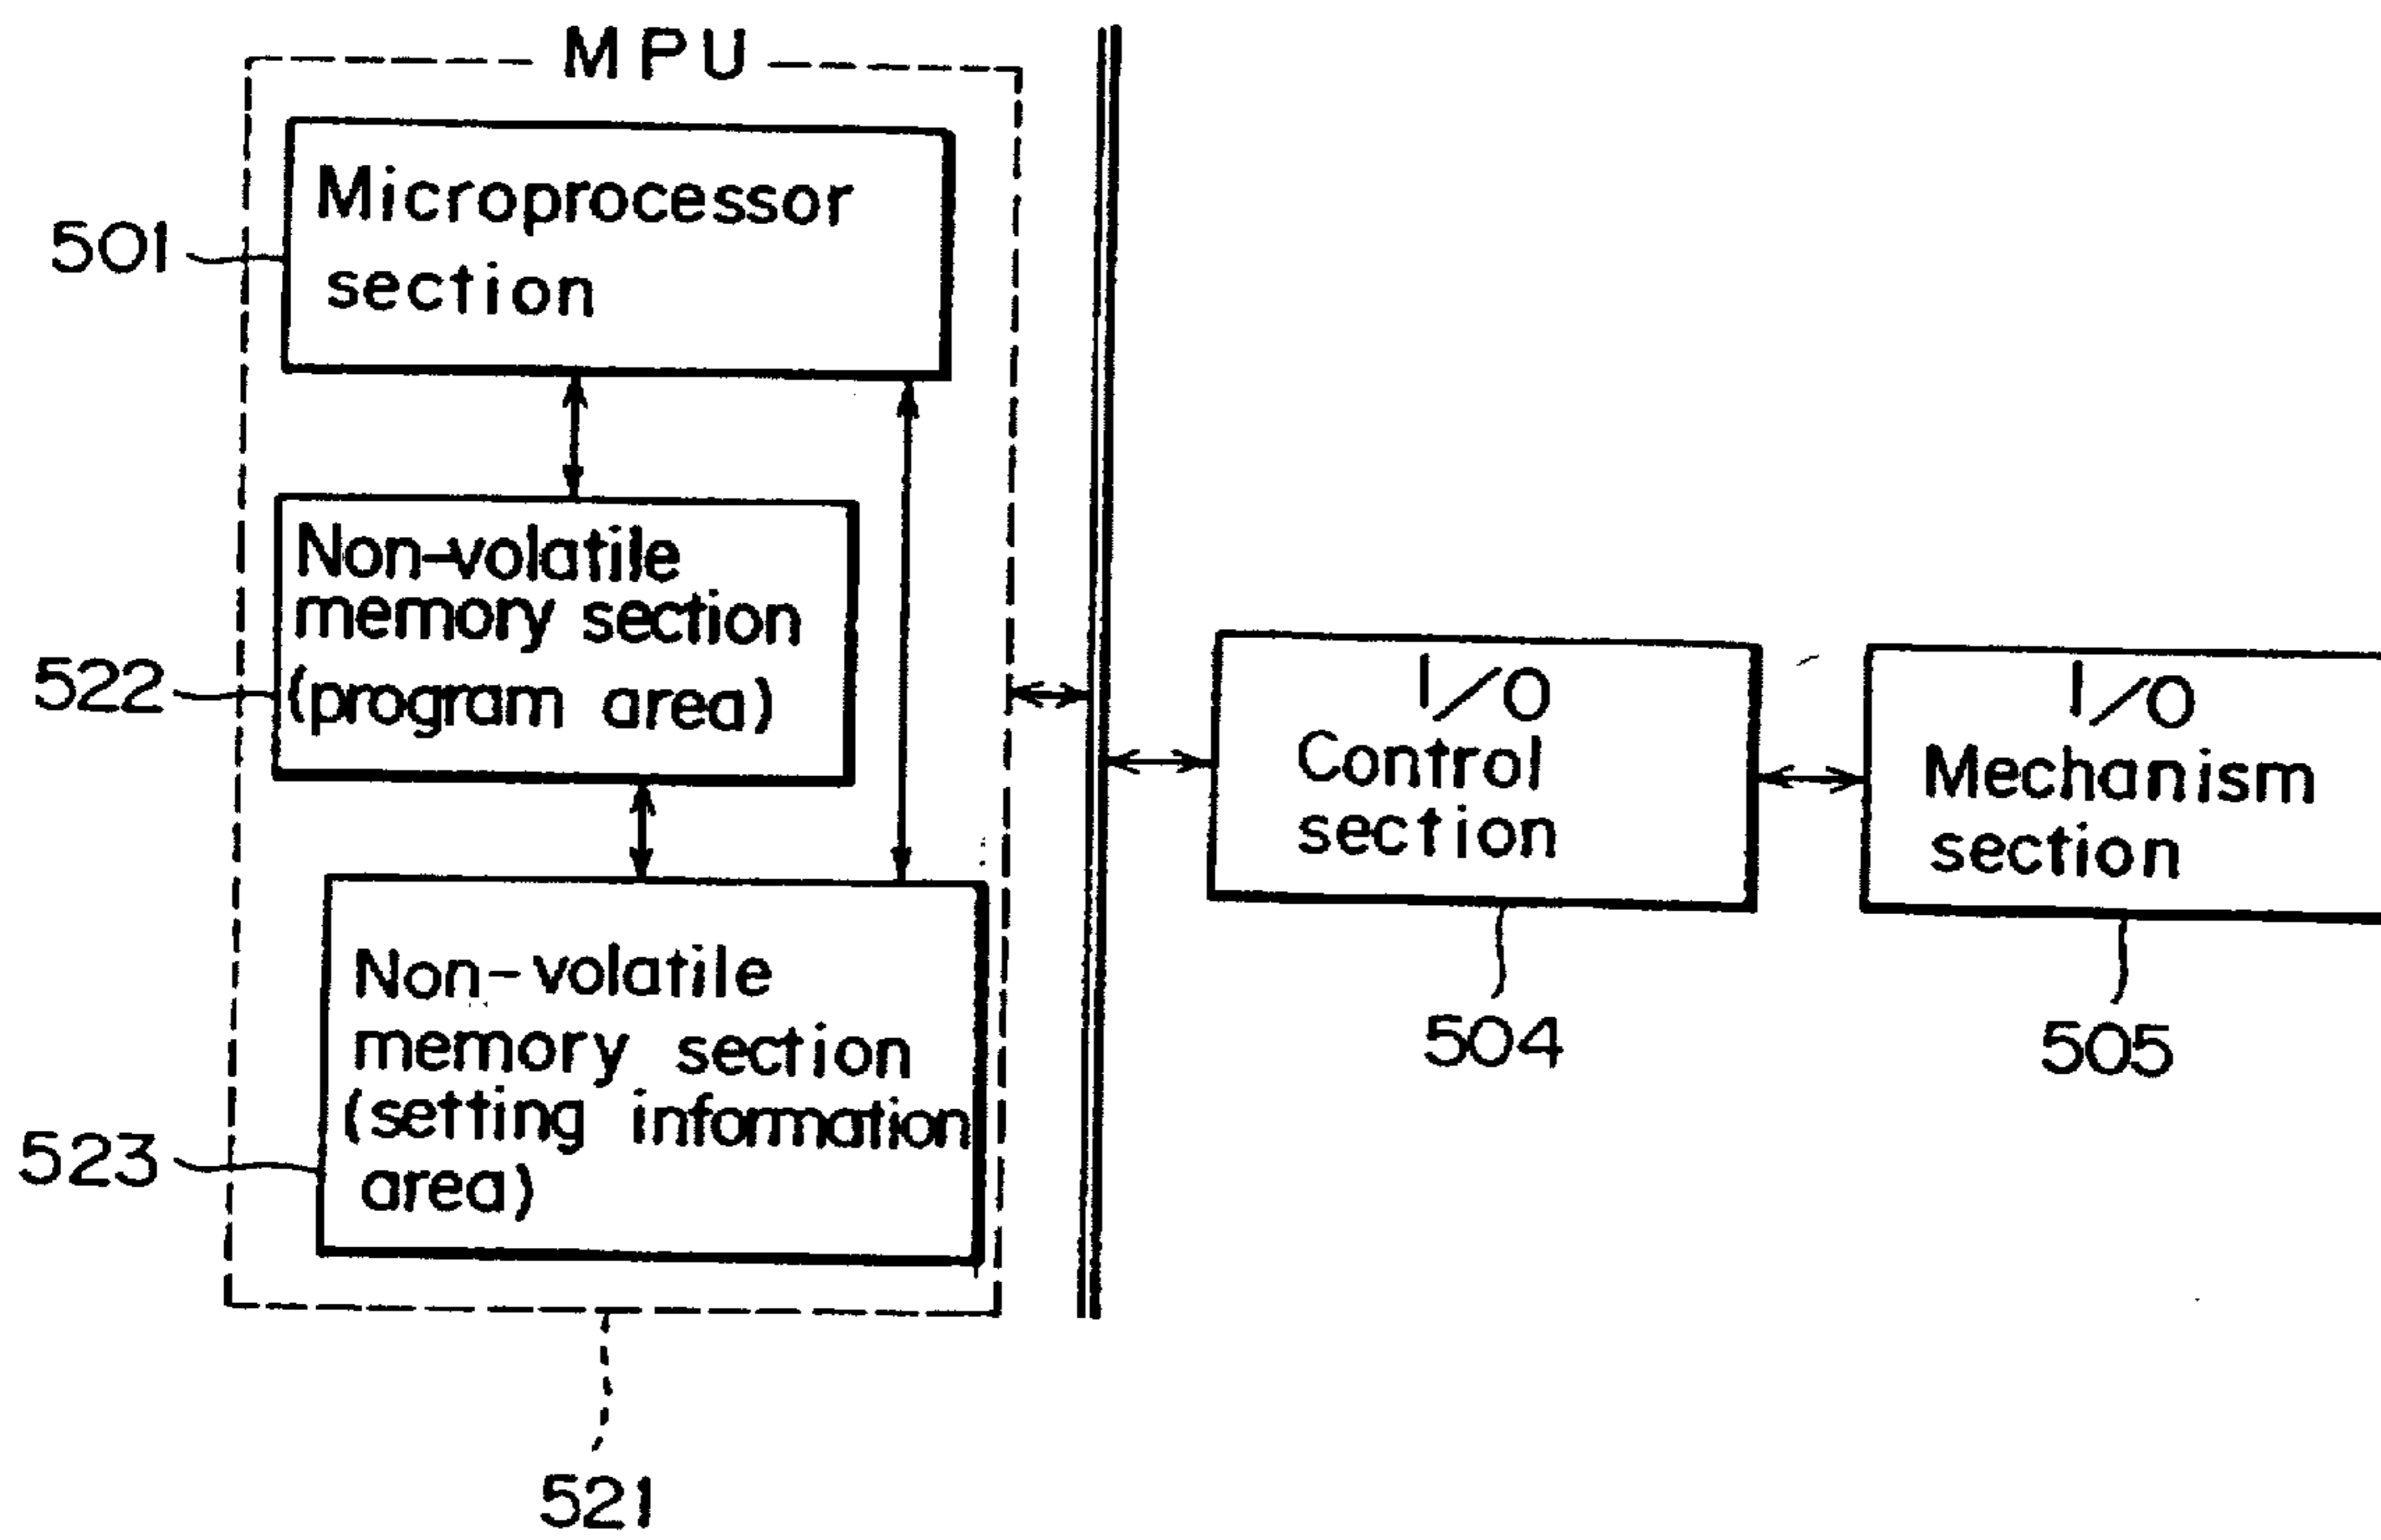 MPU
Microprocessor
section
501
Non-volatile
memory section
(program area)
522
Non-volatile
memory section
(setting information
area)
523
521
I/O
Control
section
504
I/O
Mechanism
section
505